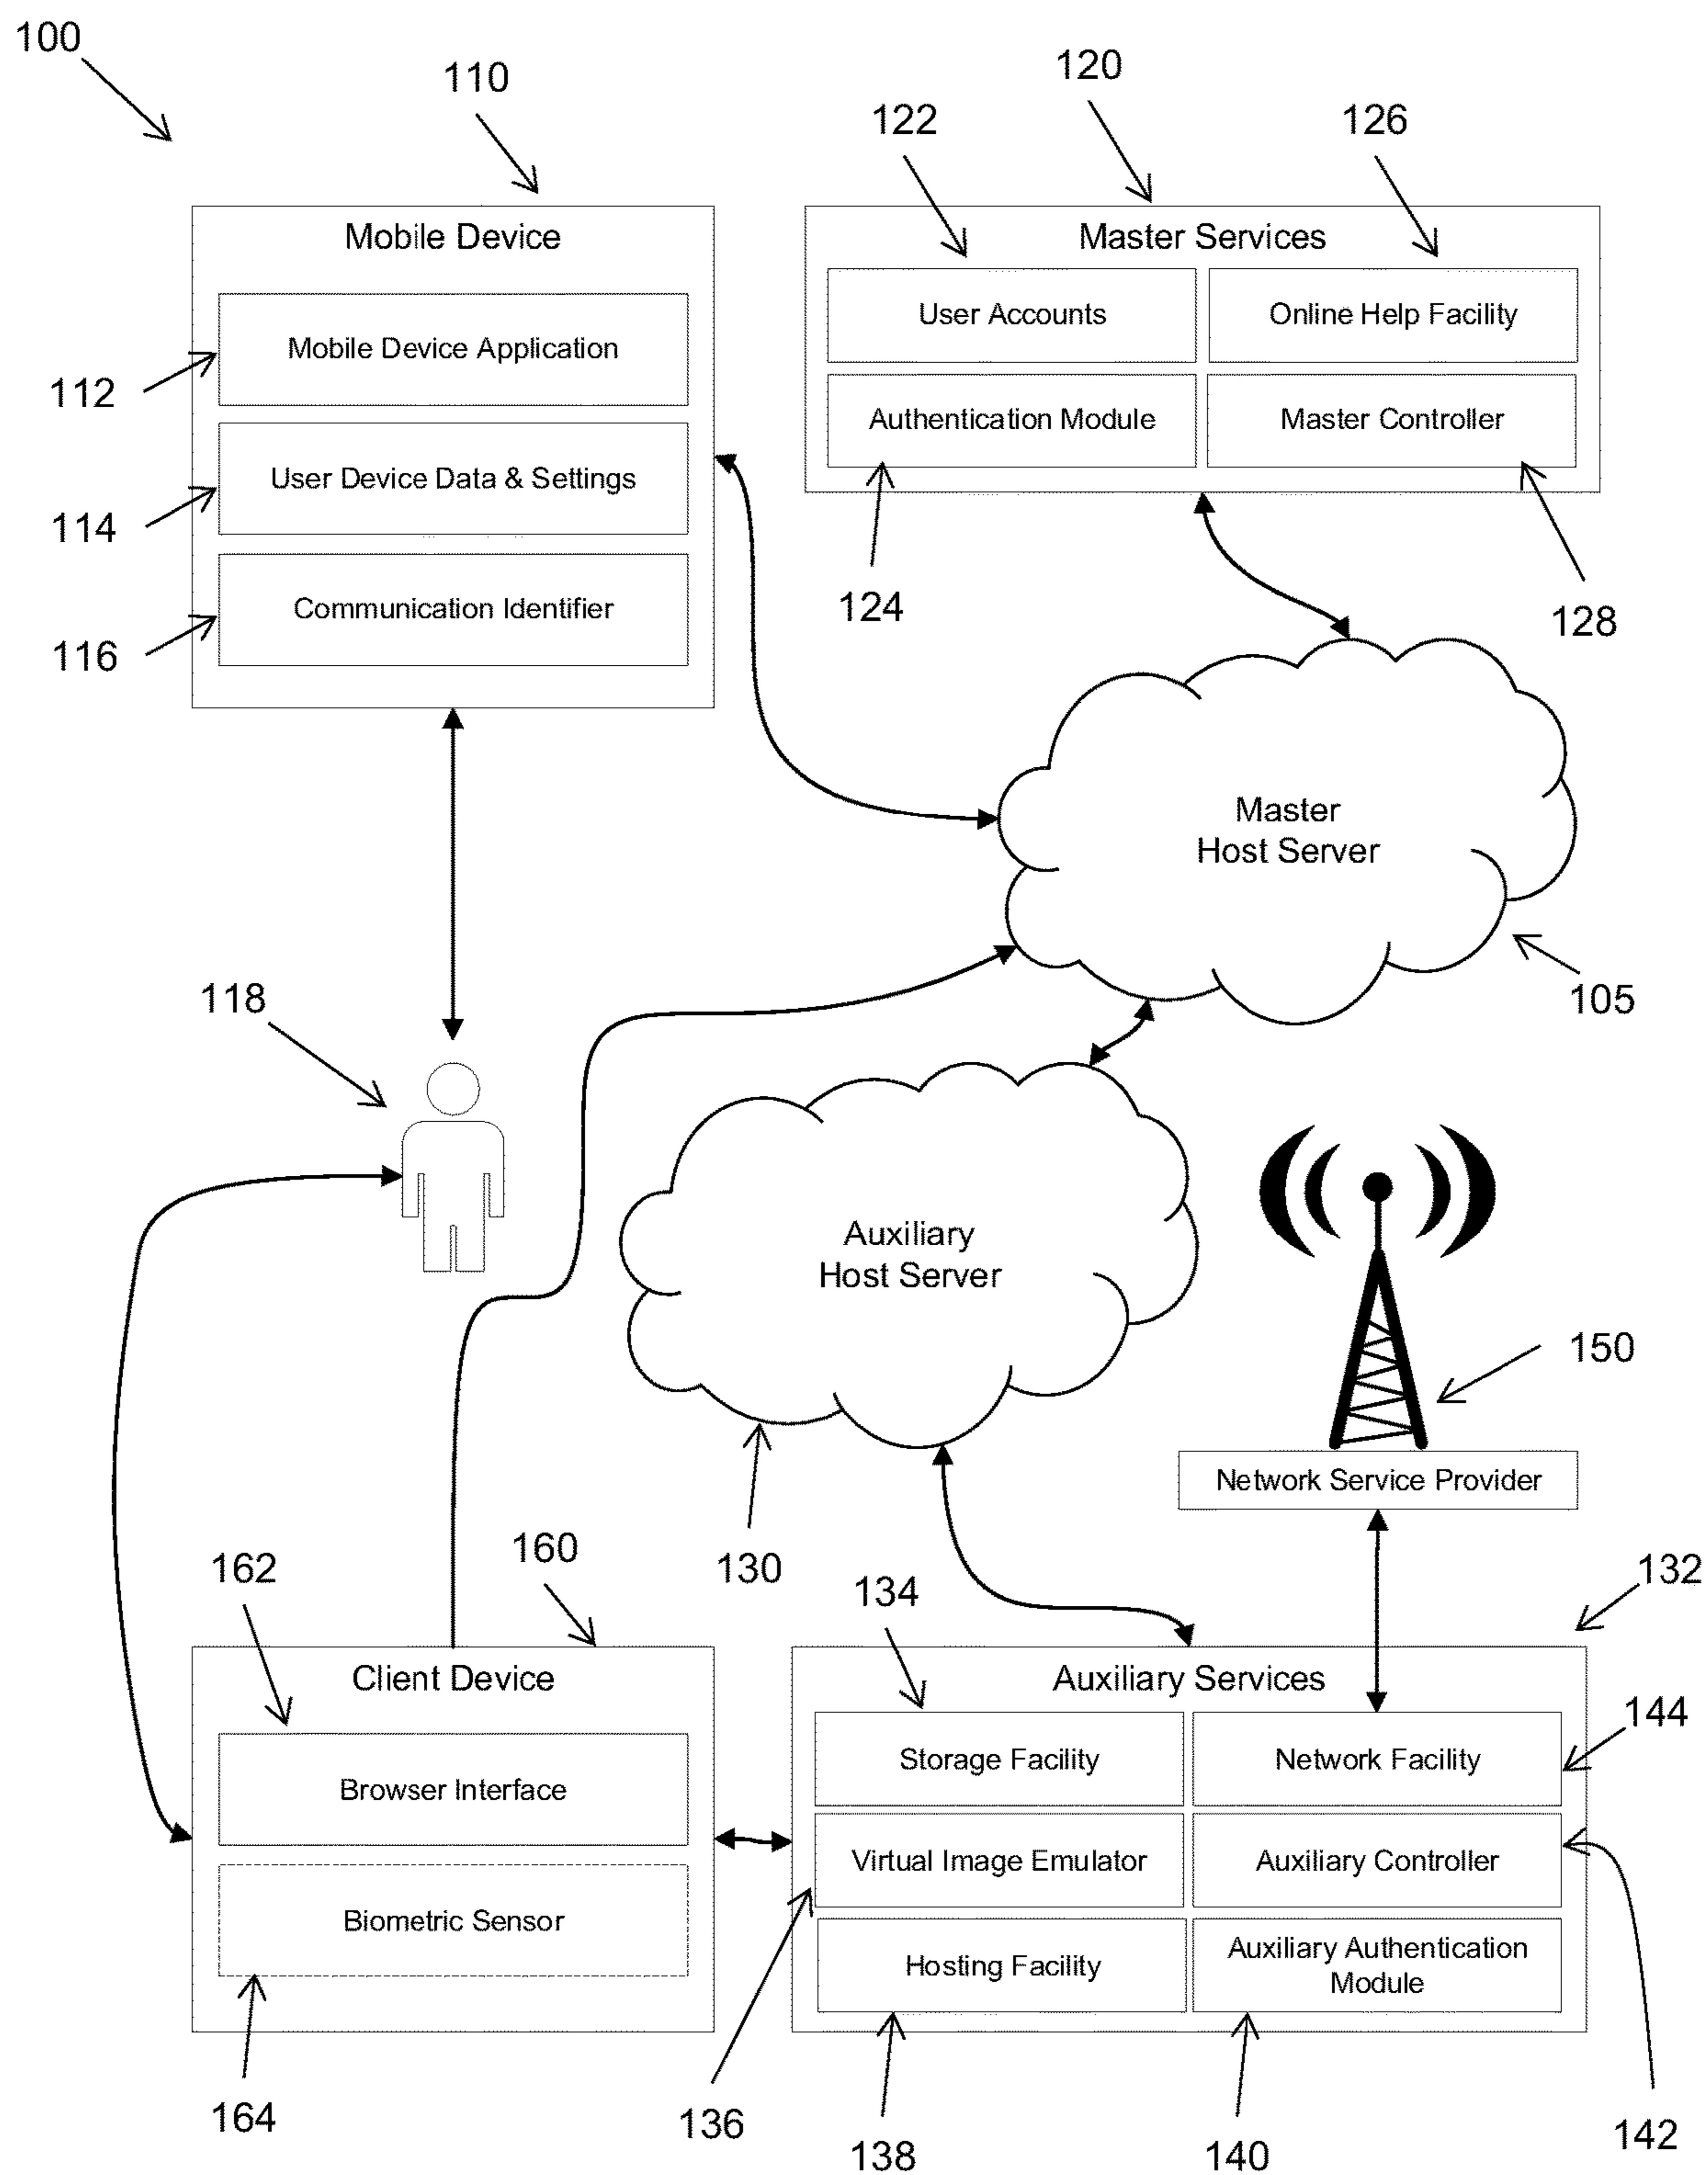 100
110
120
122
126
Mobile Device
Master Services
Mobile Device Application
User Accounts
Online Help Facility
112
Authentication Module
Master Controller
User Device Data & Settings
114
124
128
Communication Identifier
116
Master
Host Server
118
105
Auxiliary
Host Server
150
Network Service Provider
130
162
160
134
132
Client Device
Auxiliary Services
144
Browser Interface
Storage Facility
Network Facility
Virtual Image Emulator
Auxiliary Controller
Biometric Sensor
Hosting Facility
Auxiliary Authentication
Module
164
136
138
140
142